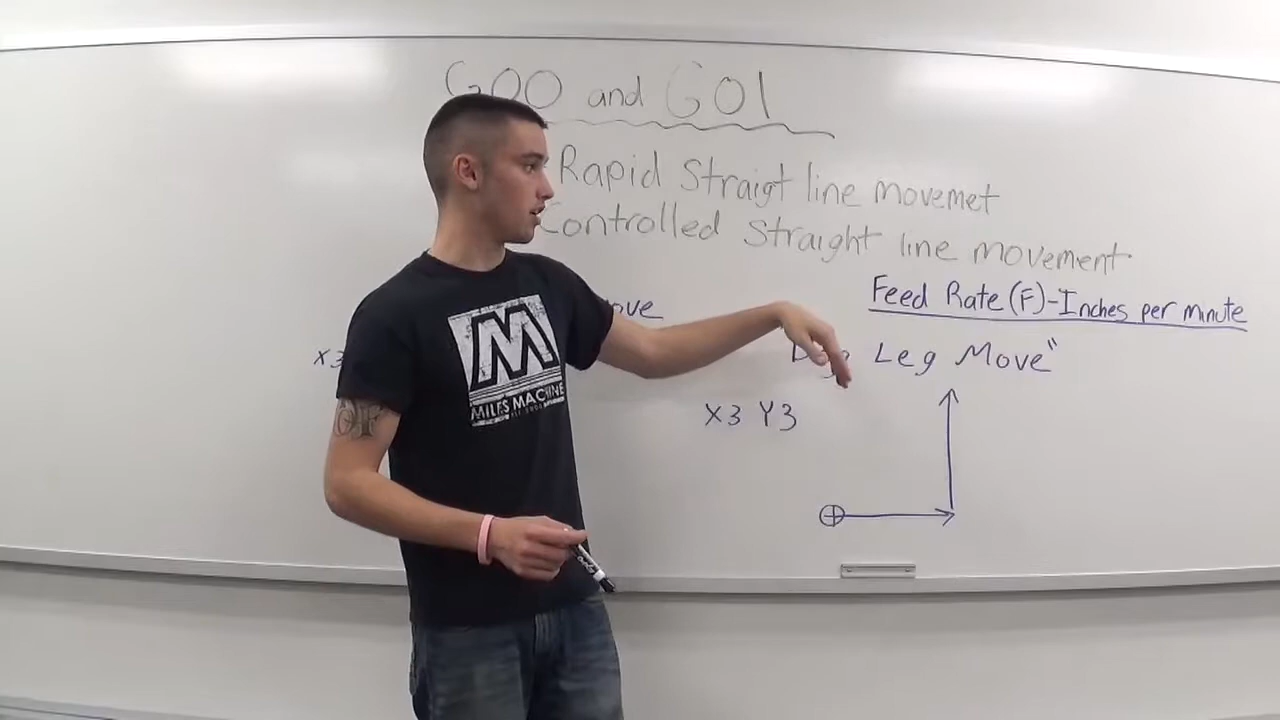 G00 and G01
Rapid Straigt line movemet
Controlled Straight line movement
Feed Rate (F)-Inches per minute
Leg Move"
X3 Y3
M
MILES MACHINE